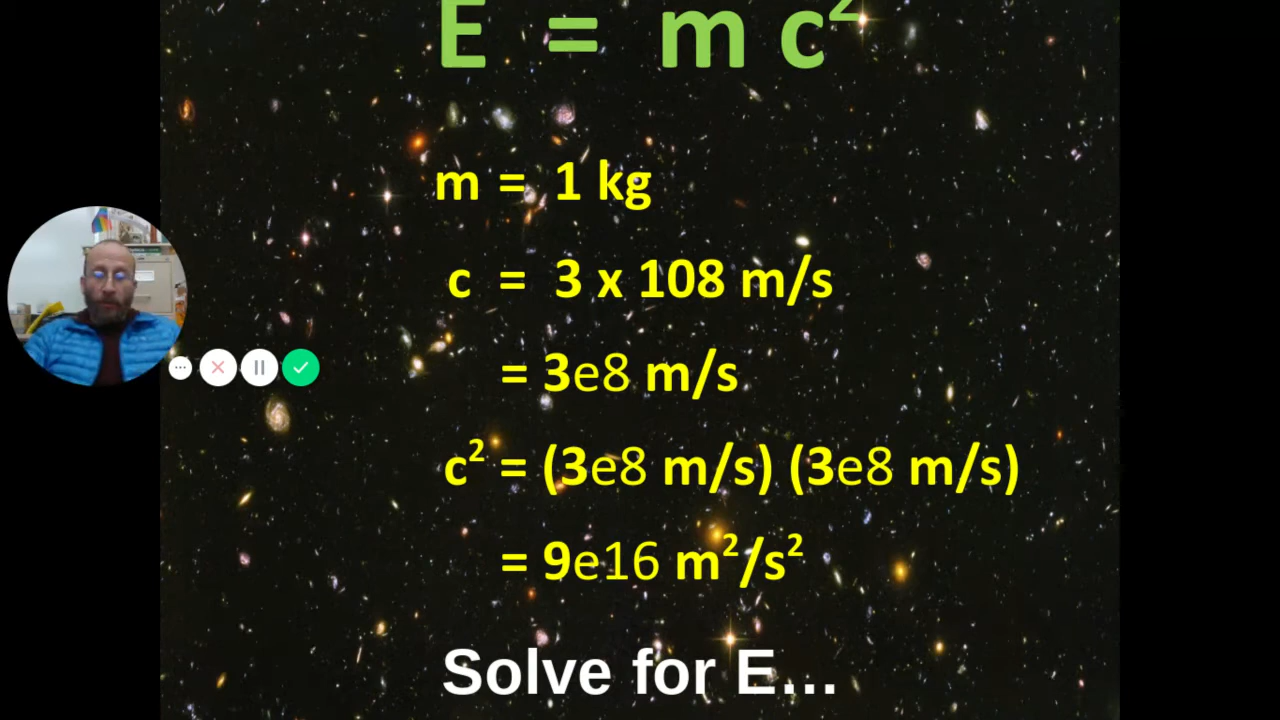 E = m c²
m = 1 kg
c = 3 x 108 m/s
= 3e8 m/s
c² = (3e8 m/s) (3e8 m/s)
= 9e16 m²/s²
Solve for E...